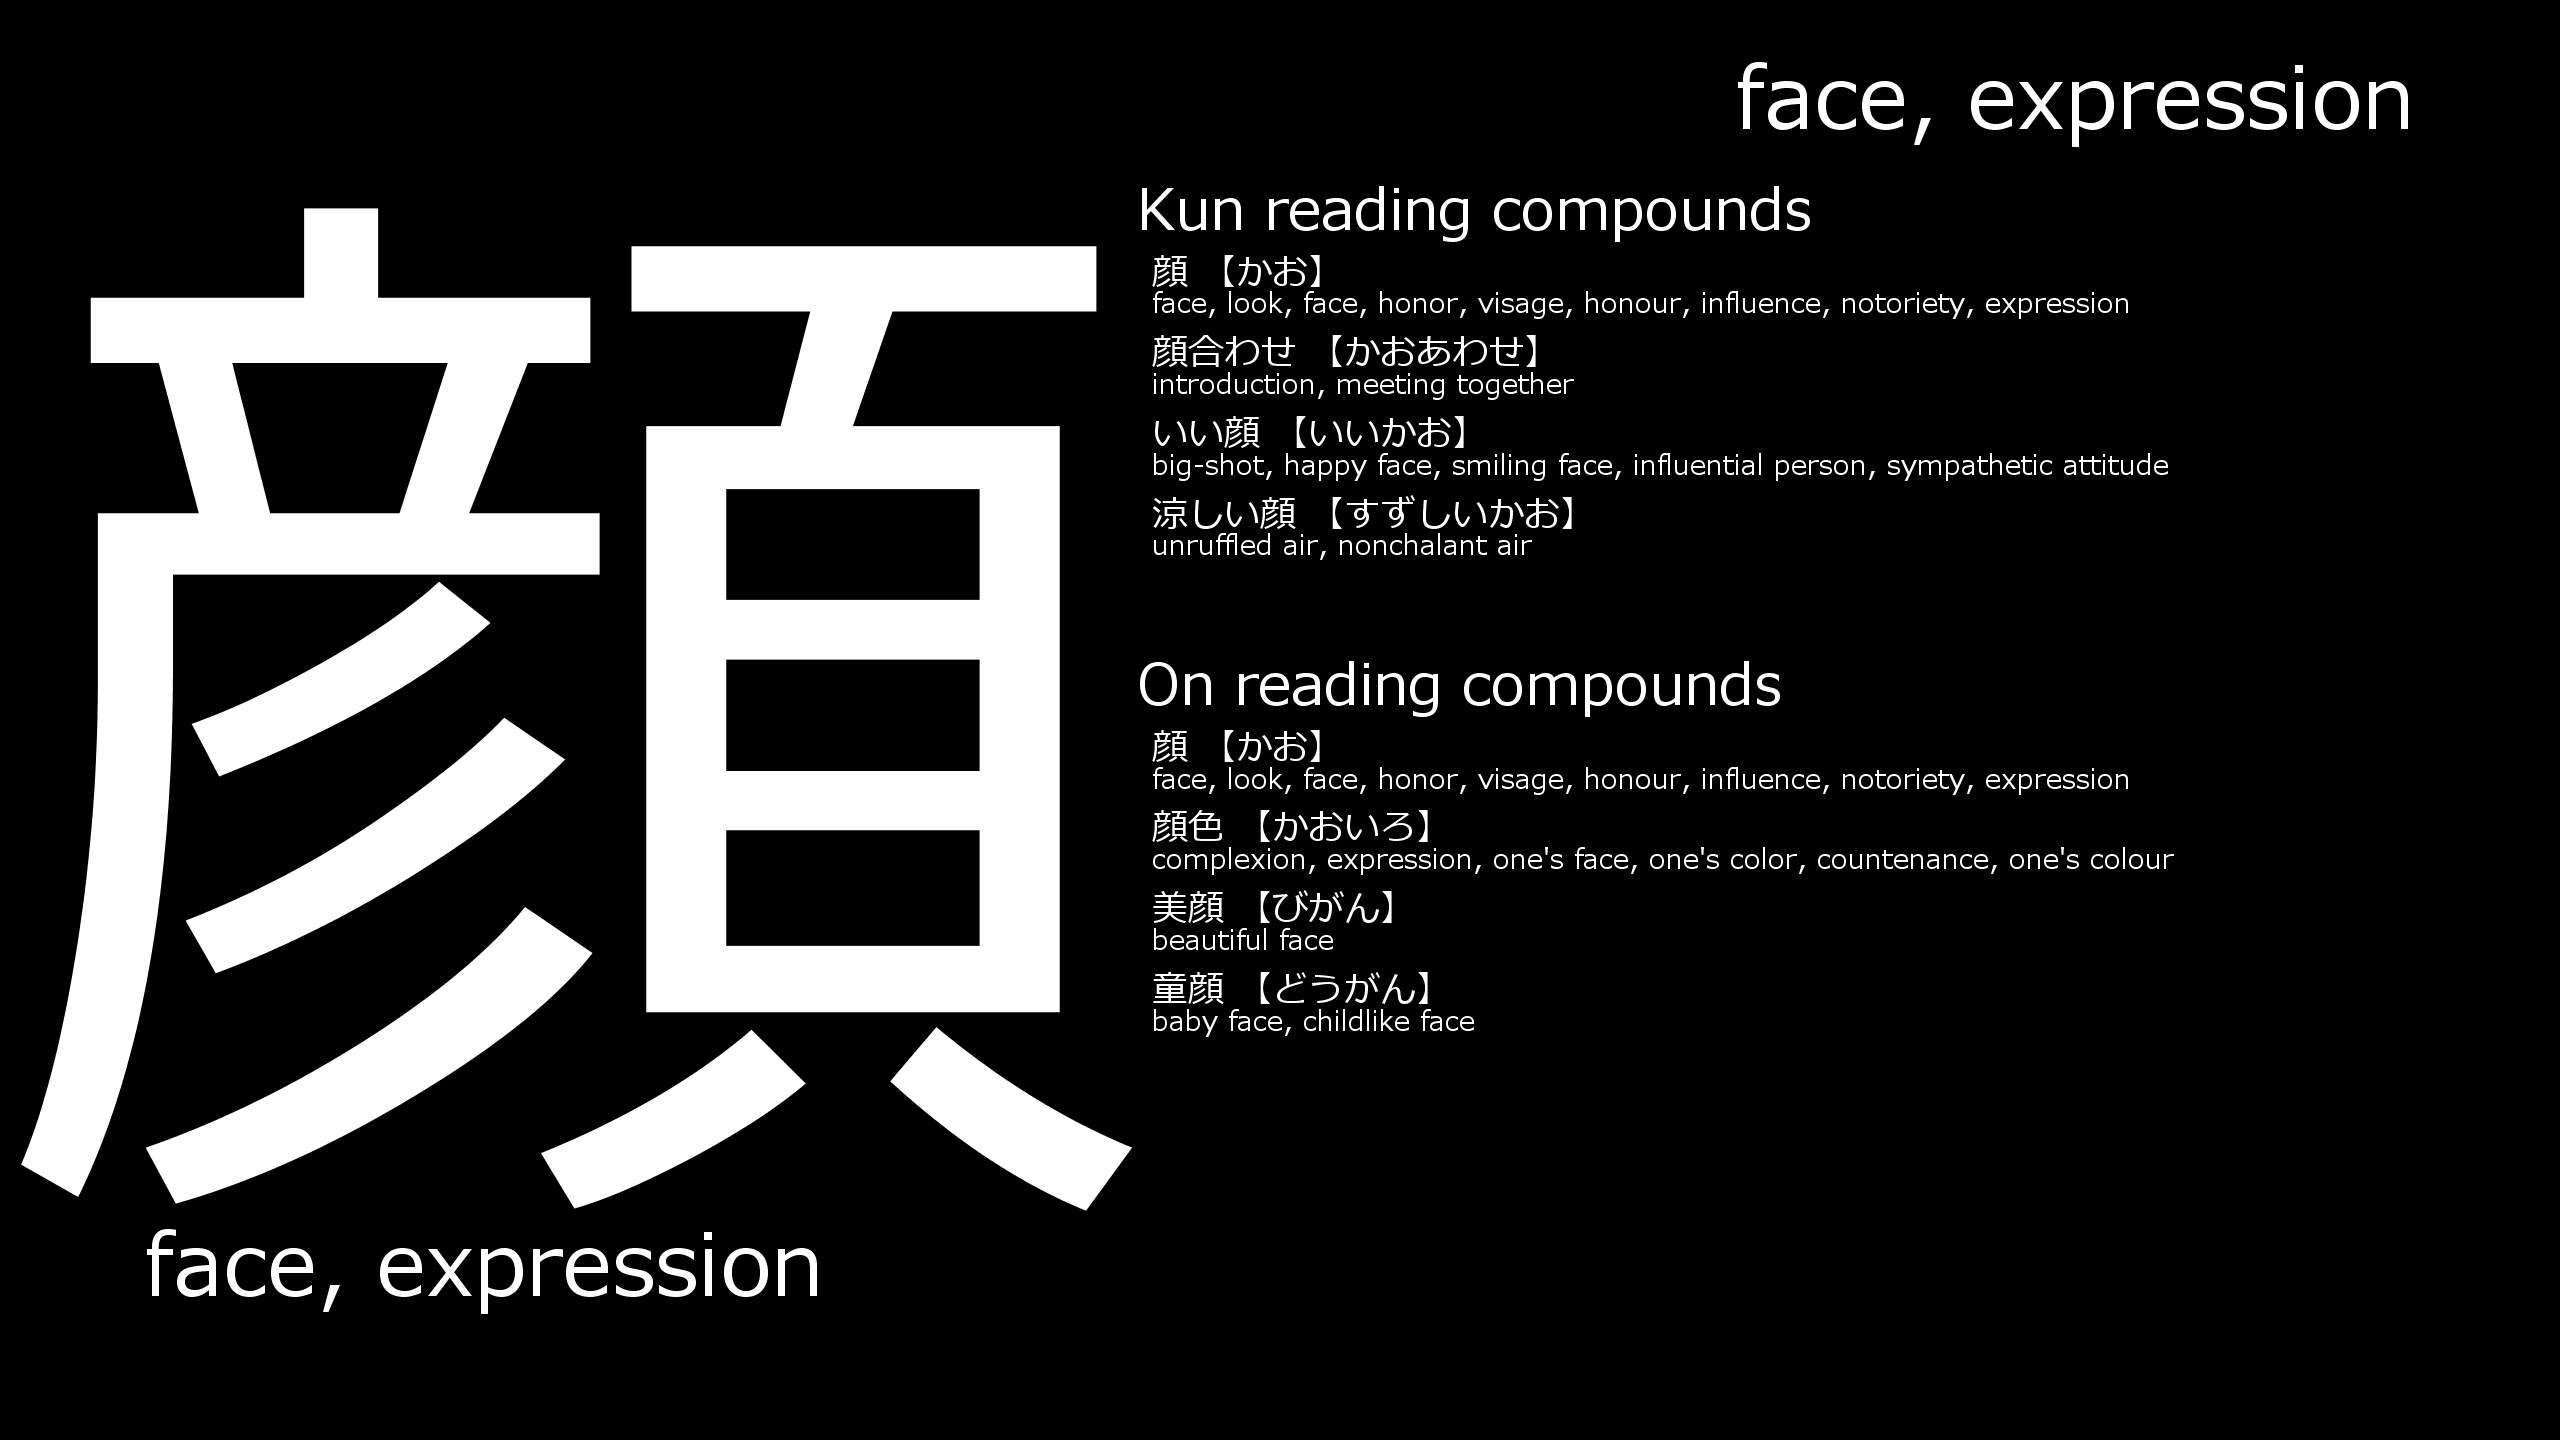 face, expression
顔
Kun reading compounds
顔 【かお】
face, look, face, honor, visage, honour, influence, notoriety, expression
顔合わせ 【かおあわせ】
introduction, meeting together
いい顔 【いいかお】
big-shot, happy face, smiling face, influential person, sympathetic attitude
涼しい顔 【すずしいかお】
unruffled air, nonchalant air
On reading compounds
顔 【かお】
face, look, face, honor, visage, honour, influence, notoriety, expression
顔色 【かおいろ】
complexion, expression, one's face, one's color, countenance, one's colour
美顔 【びがん】
beautiful face
童顔 【どうがん】
baby face, childlike face
face, expression